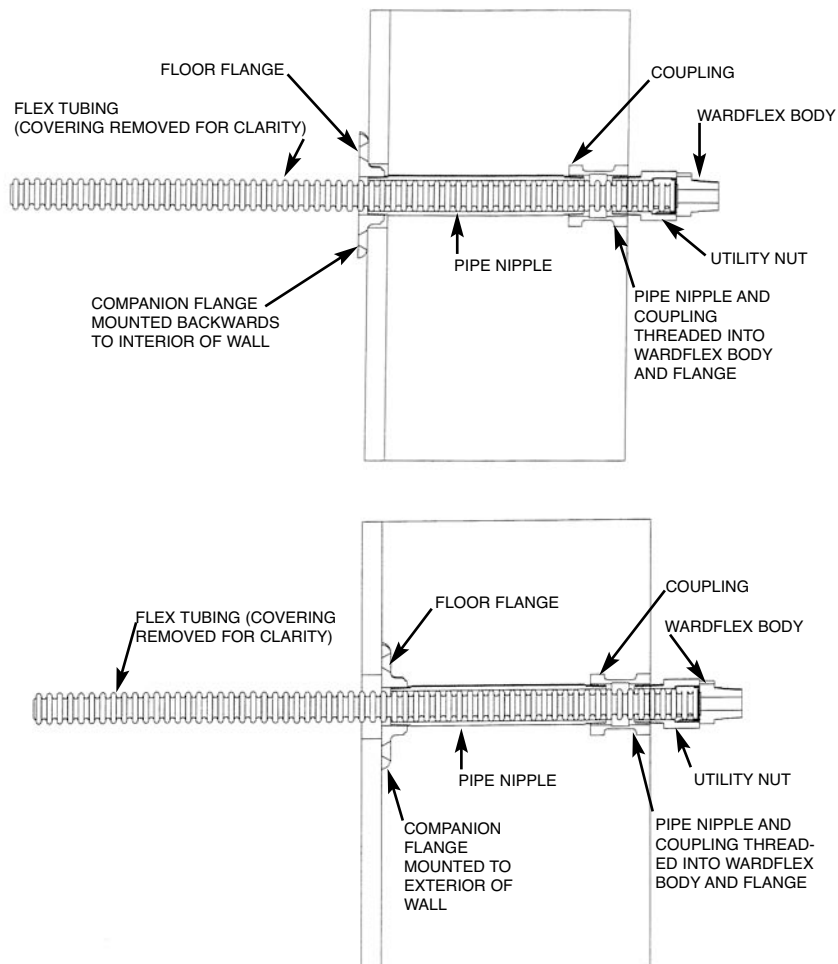 FLOOR FLANGE
COUPLING
FLEX TUBING
(COVERING REMOVED FOR CLARITY)
WARDFLEX BODY
PIPE NIPPLE
UTILITY NUT
COMPANION FLANGE
MOUNTED BACKWARDS
TO INTERIOR OF WALL
PIPE NIPPLE AND
COUPLING
THREADED INTO
WARDFLEX BODY
AND FLANGE
FLEX TUBING (COVERING
REMOVED FOR CLARITY)
FLOOR FLANGE
COUPLING
WARDFLEX BODY
PIPE NIPPLE
UTILITY NUT
COMPANION
FLANGE
MOUNTED TO
EXTERIOR OF
WALL
PIPE NIPPLE AND
COUPLING THREAD-
ED INTO WARDFLEX
BODY AND FLANGE